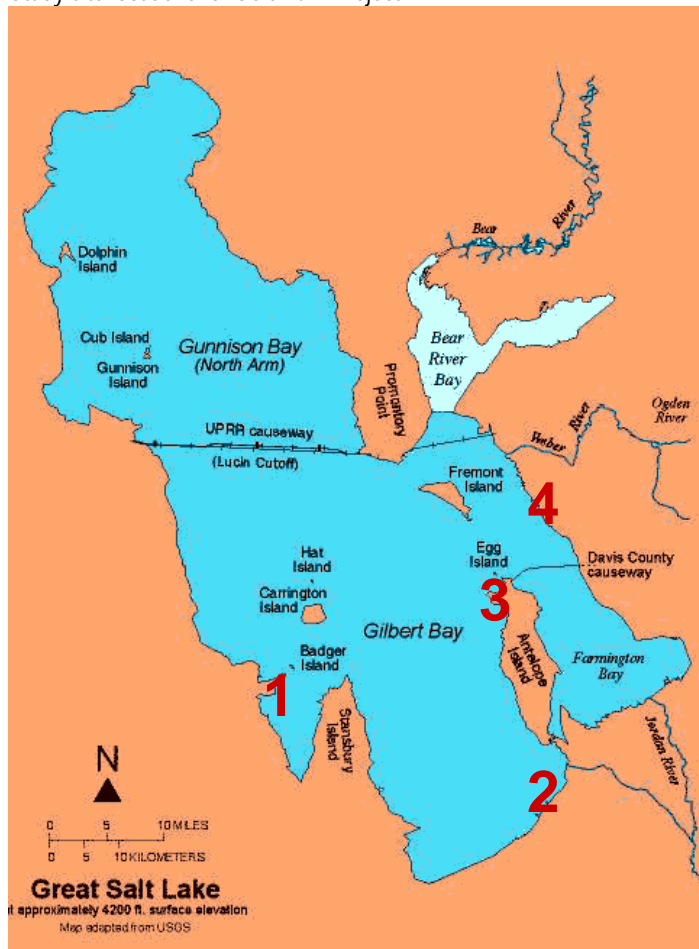 Bear
River
Dolphin
Island
Cub Island
Gunnison
Island
Gunnison Bay
(North Arm)
Promontory
Point
Bear
River
Bay
UPRR causeway
(Lucin Cutoff)
Weber
River
Ogden
River
Fremont
Island
4
Hat
Island
Carrington
Island
Egg
Island
3
Davis County
causeway
Gilbert Bay
Antelope
Island
Farmington
Bay
Badger
Island
1
Stansbury
Island
Jordan River
2
N
0 5 10 MILES
0 5 10 KILOMETERS
Great Salt Lake
t approximately 4200 ft. surface elevation
Map adapted from USGS